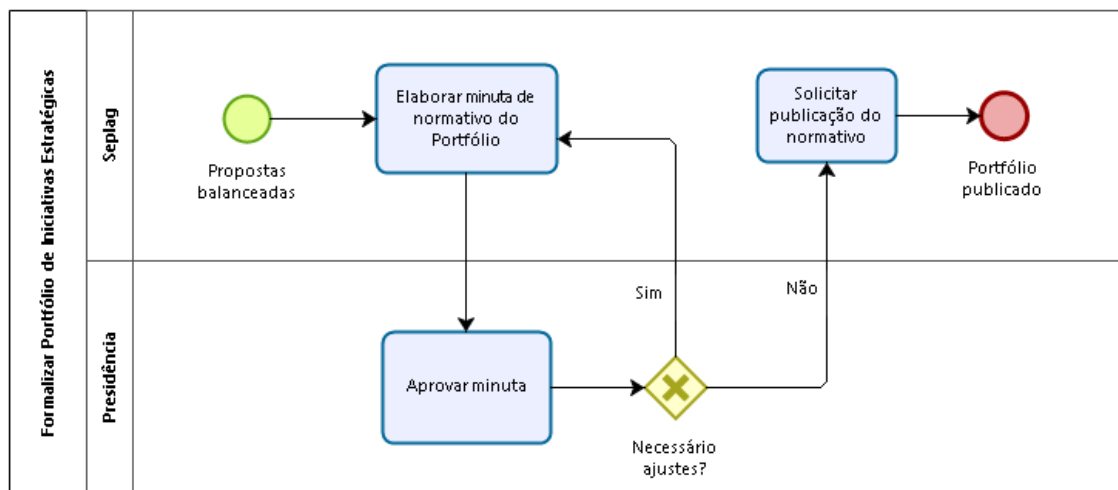 Formalizar Portfólio de Iniciativas Estratégicas
Seplag
Propostas
balanceadas
Elaborar minuta de
normativo do
Portfólio
Solicitar
publicação do
normativo
Portfólio
publicado
Presidência
Aprovar minuta
Sim
Não
Necessário
ajustes?